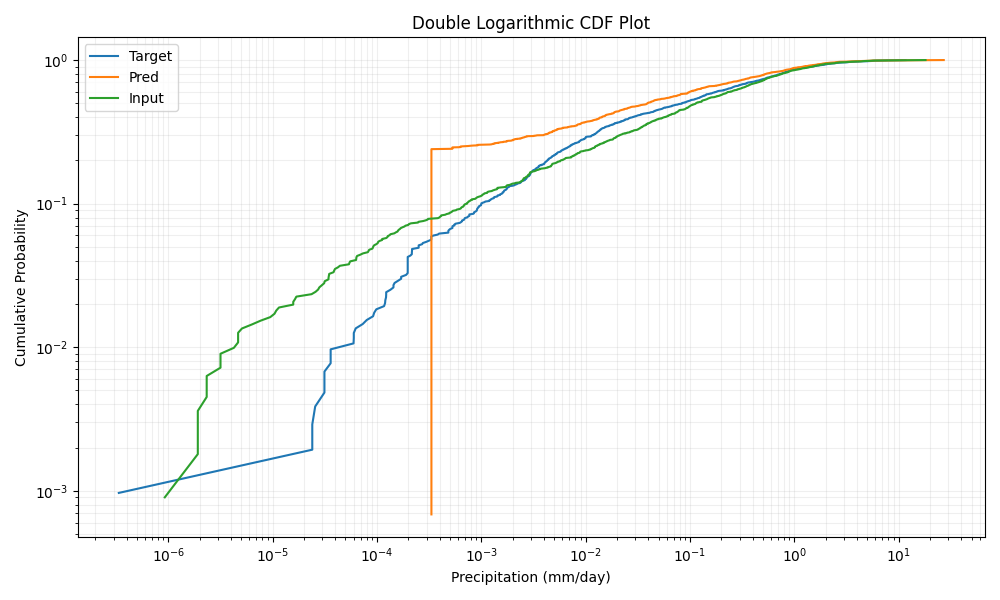 Double Logarithmic CDF Plot
Target
Pred
Input
Cumulative Probability
10⁰
10⁻¹
10⁻²
10⁻³
10⁻⁶ 10⁻⁵ 10⁻⁴ 10⁻³ 10⁻² 10⁻¹ 10⁰ 10¹
Precipitation (mm/day)